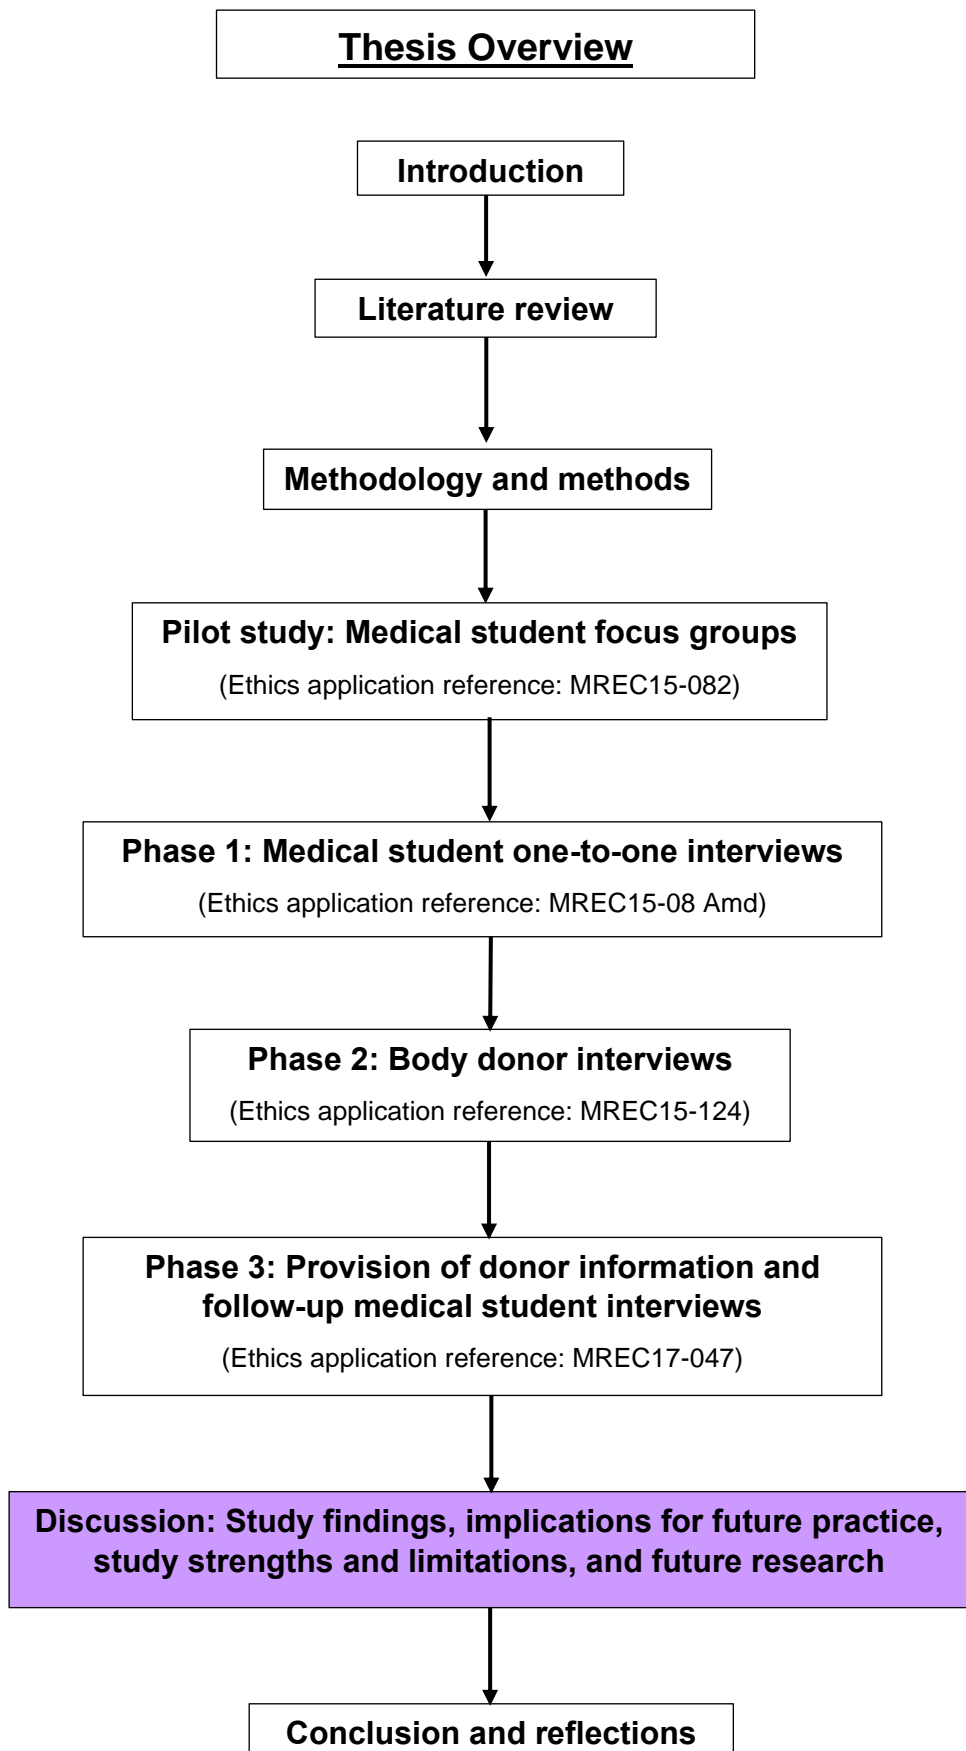 Thesis Overview
Introduction
Literature review
Methodology and methods
Pilot study: Medical student focus groups
(Ethics application reference: MREC15-082)
Phase 1: Medical student one-to-one interviews
(Ethics application reference: MREC15-08 Amd)
Phase 2: Body donor interviews
(Ethics application reference: MREC15-124)
Phase 3: Provision of donor information and
follow-up medical student interviews
(Ethics application reference: MREC17-047)
Discussion: Study findings, implications for future practice,
study strengths and limitations, and future research
Conclusion and reflections